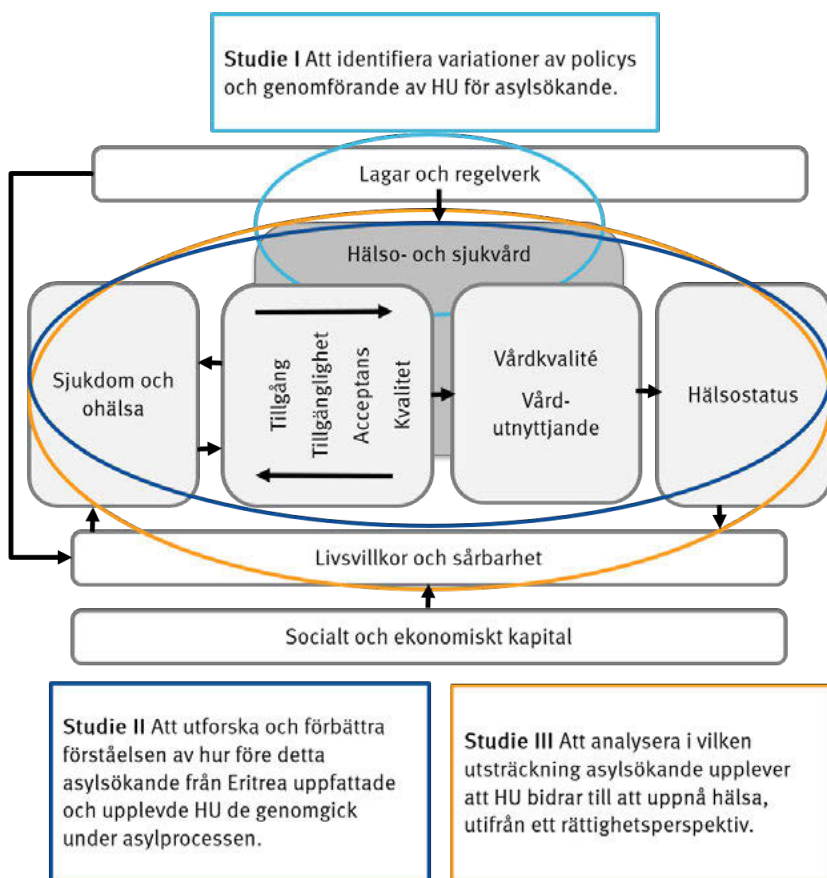 Studie I Att identifiera variationer av policys
och genomförande av HU för asylsökande.
Lagar och regelverk
Hälso- och sjukvård
Sjukdom och
ohälsa
Tillgång
Tillgänglighet
Acceptans
Kvalitet
Vårdkvalité
Vård-
utnyttjande
Hälsostatus
Livsvillkor och sårbarhet
Socialt och ekonomiskt kapital
Studie II Att utforska och förbättra
förståelsen av hur före detta
asylsökande från Eritrea uppfattade
och upplevde HU de genomgick
under asylprocessen.
Studie III Att analysera i vilken
utsträckning asylsökande upplever
att HU bidrar till att uppnå hälsa,
utifrån ett rättighetsperspektiv.